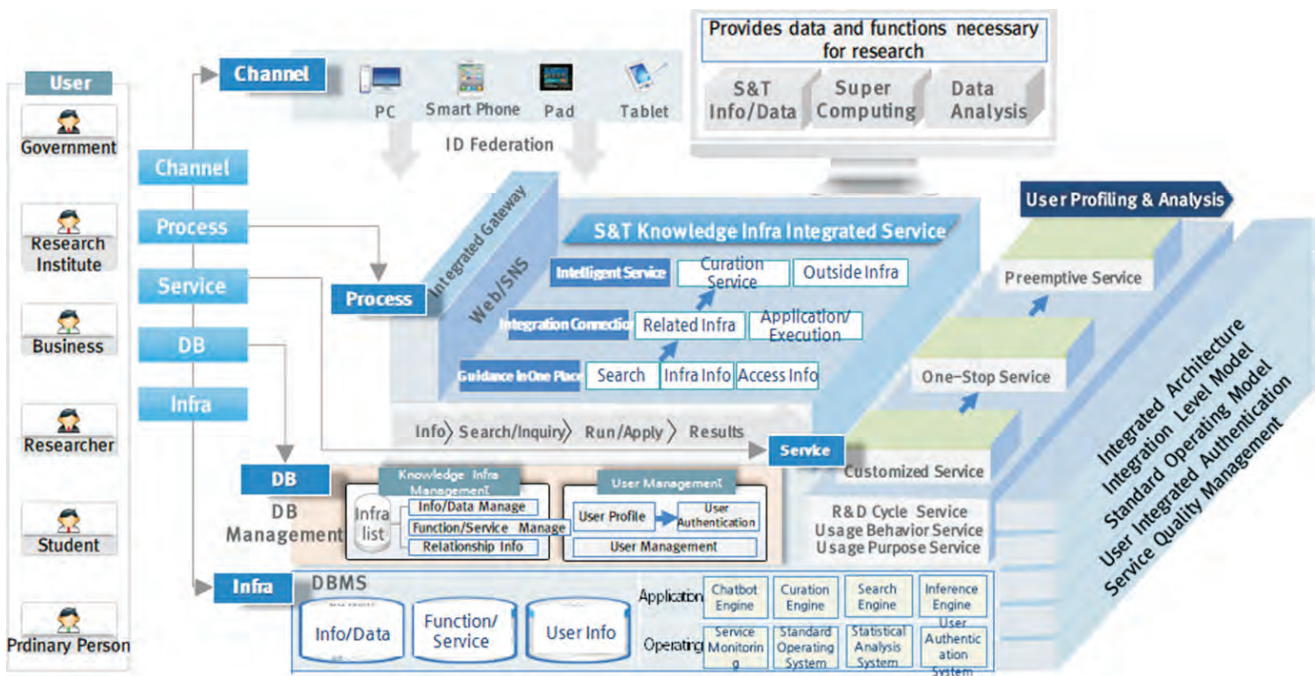 User
Government
Research
Institute
Business
Researcher
Student
Prdinary Person
Channel
Process
Service
DB
Infra
Channel
PC
Smart Phone
Pad
Tablet
ID Federation
Provides data and functions necessary
for research
S&T
Info/Data
Super
Computing
Data
Analysis
Process
Integrated Gateway
Web/SNS
S&T Knowledge Infra Integrated Service
Intelligent Service
Curation
Service
Outside Infra
Integration Connection
Related Infra
Application/
Execution
Guidance in One Place
Search
Infra Info
Access Info
Info
Search/Inquiry
Run/Apply
Results
User Profiling & Analysis
Preemptive Service
One-Stop Service
Servke
Customized Service
R&D Cycle Service
Usage Behavior Service
Usage Purpose Service
Integrated Architecture
Integration Level Model
Standard Operating Model
User Integrated Authentication
Service Quality Management
DB
DB
Management
Knowledge Infra
Management
Infra
list
Info/Data Manage
Function/Service Manage
Relationship Info
User Management
User Profile
User
Authentication
User Management
Infra
DBMS
Info/Data
Function/
Service
User Info
Application
Chatbot
Engine
Curation
Engine
Search
Engine
Inference
Engine
Operating
Service
Monitorin
g
Standard
Operating
System
Statistical
Analysis
System
User
Authent
ication
System